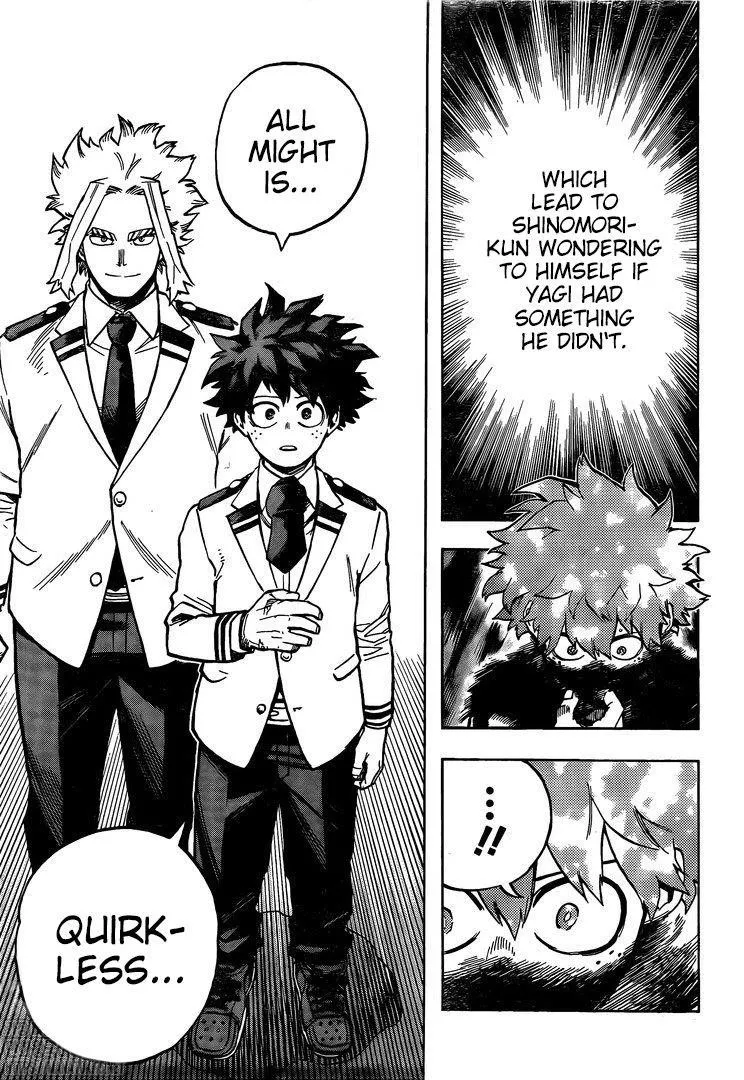 WHICH
LEAD TO
SHINOMORI-
KUN WONDERING
TO HIMSELF IF
YAGI HAD
SOMETHING
HE DIDN'T.
...!!
ALL
MIGHT
IS...
QUIRK-
LESS...